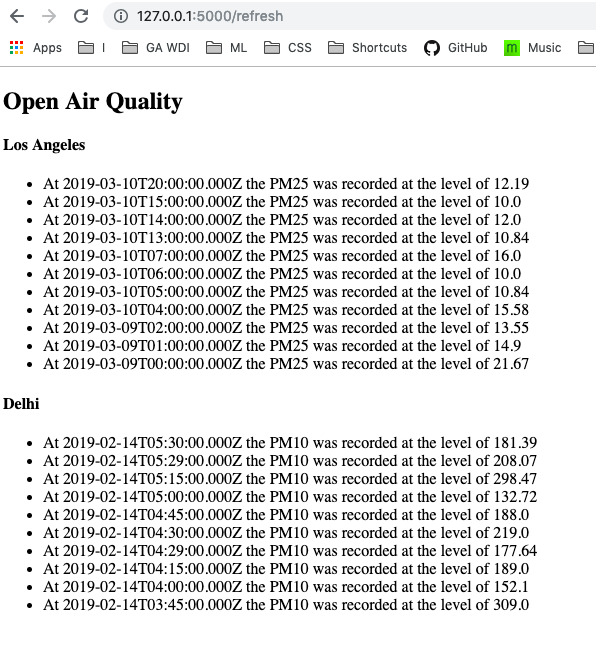 127.0.0.1:5000/refresh
Apps I GA WDI ML CSS Shortcuts GitHub m Music
Open Air Quality
Los Angeles
• At 2019-03-10T20:00:00.000Z the PM25 was recorded at the level of 12.19
• At 2019-03-10T15:00:00.000Z the PM25 was recorded at the level of 10.0
• At 2019-03-10T14:00:00.000Z the PM25 was recorded at the level of 12.0
• At 2019-03-10T13:00:00.000Z the PM25 was recorded at the level of 10.84
• At 2019-03-10T07:00:00.000Z the PM25 was recorded at the level of 16.0
• At 2019-03-10T06:00:00.000Z the PM25 was recorded at the level of 10.0
• At 2019-03-10T05:00:00.000Z the PM25 was recorded at the level of 10.84
• At 2019-03-10T04:00:00.000Z the PM25 was recorded at the level of 15.58
• At 2019-03-09T02:00:00.000Z the PM25 was recorded at the level of 13.55
• At 2019-03-09T01:00:00.000Z the PM25 was recorded at the level of 14.9
• At 2019-03-09T00:00:00.000Z the PM25 was recorded at the level of 21.67
Delhi
• At 2019-02-14T05:30:00.000Z the PM10 was recorded at the level of 181.39
• At 2019-02-14T05:29:00.000Z the PM10 was recorded at the level of 208.07
• At 2019-02-14T05:15:00.000Z the PM10 was recorded at the level of 298.47
• At 2019-02-14T05:00:00.000Z the PM10 was recorded at the level of 132.72
• At 2019-02-14T04:45:00.000Z the PM10 was recorded at the level of 188.0
• At 2019-02-14T04:30:00.000Z the PM10 was recorded at the level of 219.0
• At 2019-02-14T04:29:00.000Z the PM10 was recorded at the level of 177.64
• At 2019-02-14T04:15:00.000Z the PM10 was recorded at the level of 189.0
• At 2019-02-14T04:00:00.000Z the PM10 was recorded at the level of 152.1
• At 2019-02-14T03:45:00.000Z the PM10 was recorded at the level of 309.0